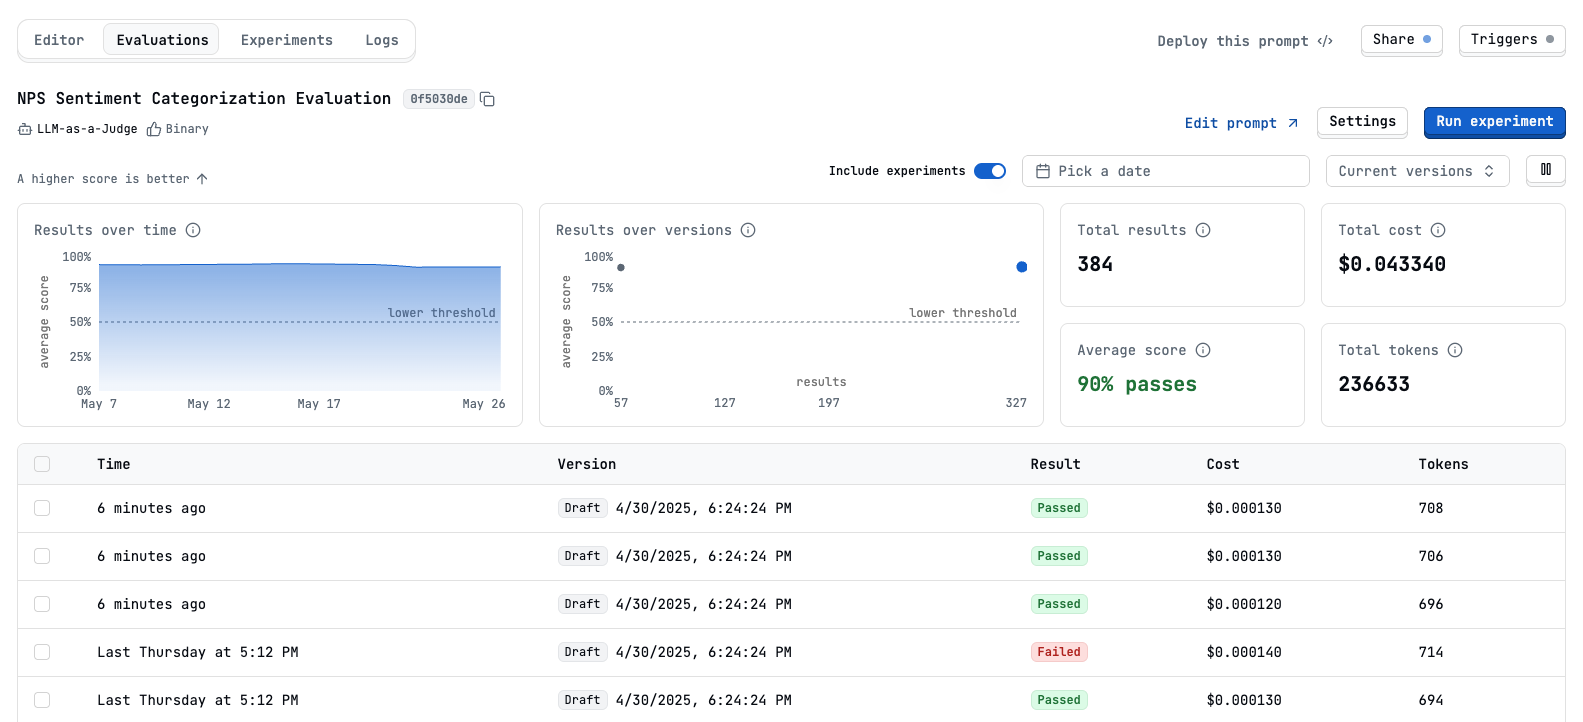 Editor Evaluations Experiments Logs Deploy this prompt </> Share Triggers
NPS Sentiment Categorization Evaluation 0f5030de
LLM-as-a-Judge Binary Edit prompt Settings Run experiment
A higher score is better Include experiments Pick a date Current versions
Results over time
100%
75%
50%
25%
0%
average score
lower threshold
May 7 May 12 May 17 May 26
Results over versions
100%
75%
50%
25%
0%
average score
lower threshold
results
57 127 197 327
Total results
384
Total cost
$0.043340
Average score
90% passes
Total tokens
236633
Time Version Result Cost Tokens
6 minutes ago Draft 4/30/2025, 6:24:24 PM Passed $0.000130 708
6 minutes ago Draft 4/30/2025, 6:24:24 PM Passed $0.000130 706
6 minutes ago Draft 4/30/2025, 6:24:24 PM Passed $0.000120 696
Last Thursday at 5:12 PM Draft 4/30/2025, 6:24:24 PM Failed $0.000140 714
Last Thursday at 5:12 PM Draft 4/30/2025, 6:24:24 PM Passed $0.000130 694